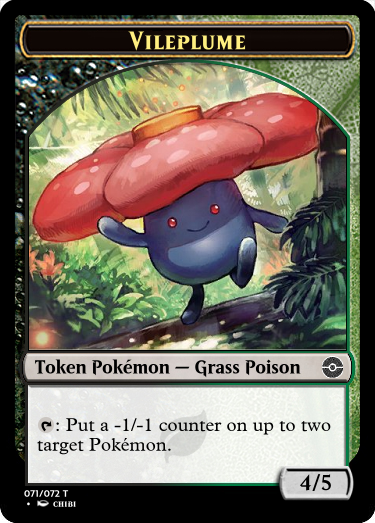 Vileplume
Token Pokémon — Grass Poison
: Put a -1/-1 counter on up to two
target Pokémon.
4/5
071/072 T
• CHIBI